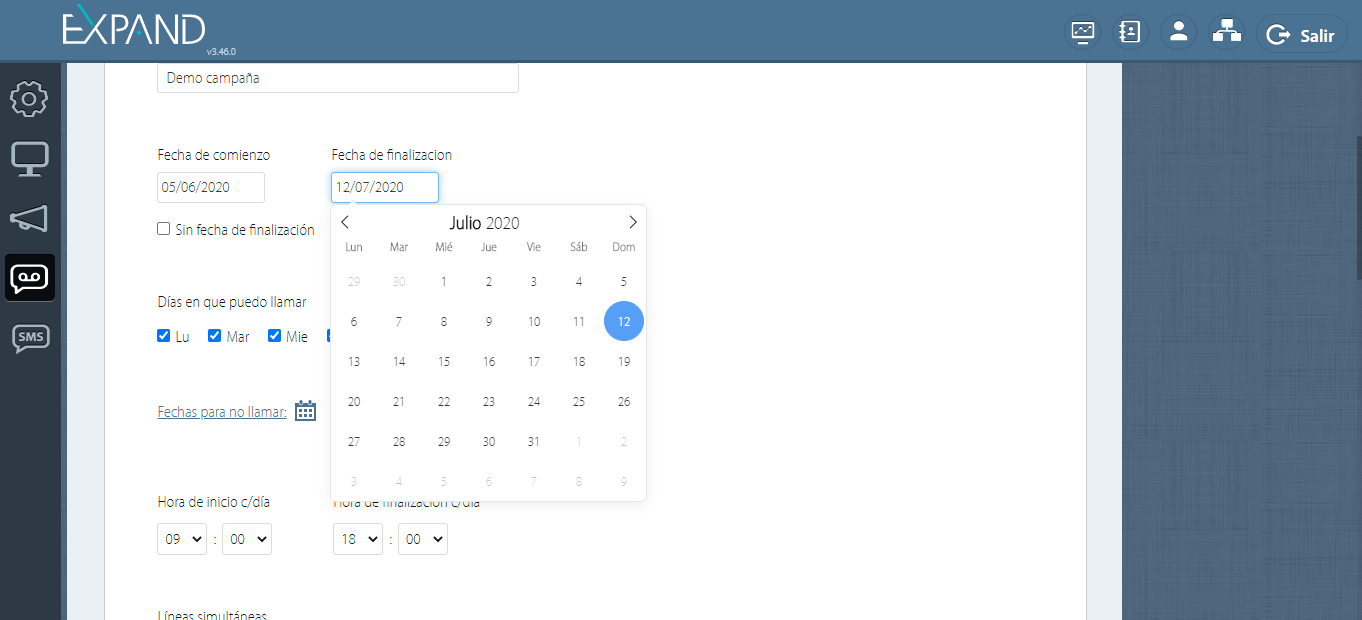 EXPAND
v3.46.0
Salir
Demo campaña
Fecha de comienzo
Fecha de finalizacion
05/06/2020
12/07/2020
Sin fecha de finalización
Julio 2020
Lun Mar Mié Jue Vie Sáb Dom
29 30 1 2 3 4 5
6 7 8 9 10 11 12
13 14 15 16 17 18 19
20 21 22 23 24 25 26
27 28 29 30 31 1 2
3 4 5 6 7 8 9
Días en que puedo llamar
Lu Mar Mie
Fechas para no llamar:
SMS
Hora de inicio c/día
Hora de finalización c/día
09 : 00
18 : 00
Líneas simultáneas